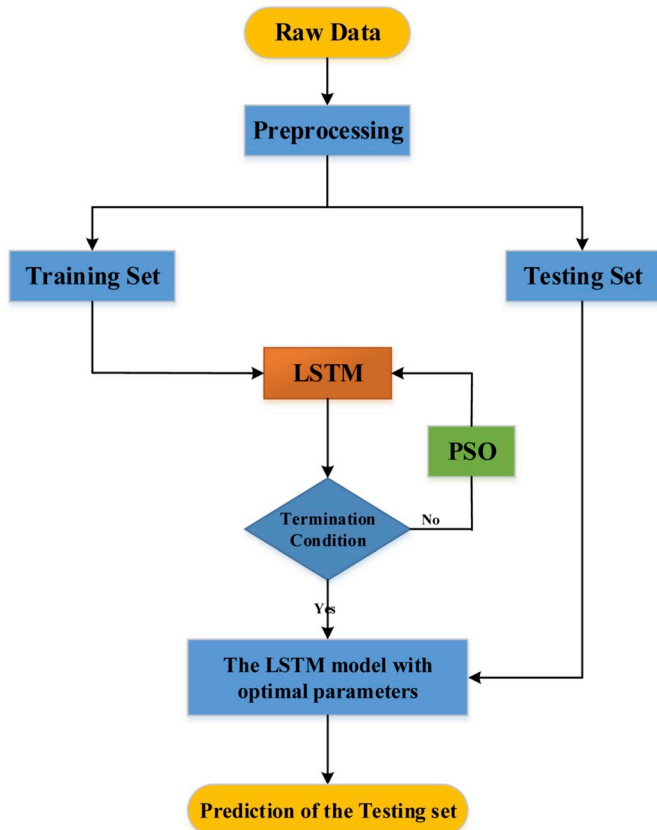 Raw Data
Preprocessing
Training Set
Testing Set
LSTM
PSO
Termination
Condition
No
Yes
The LSTM model with
optimal parameters
Prediction of the Testing set